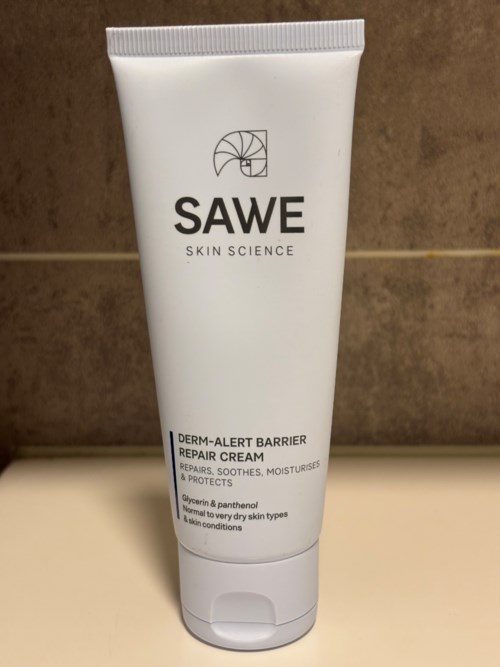 SAWE
SKIN SCIENCE
DERM-ALERT BARRIER
REPAIR CREAM
REPAIRS, SOOTHES, MOISTURISES
& PROTECTS
Glycerin & panthenol
Normal to very dry skin types
& skin conditions